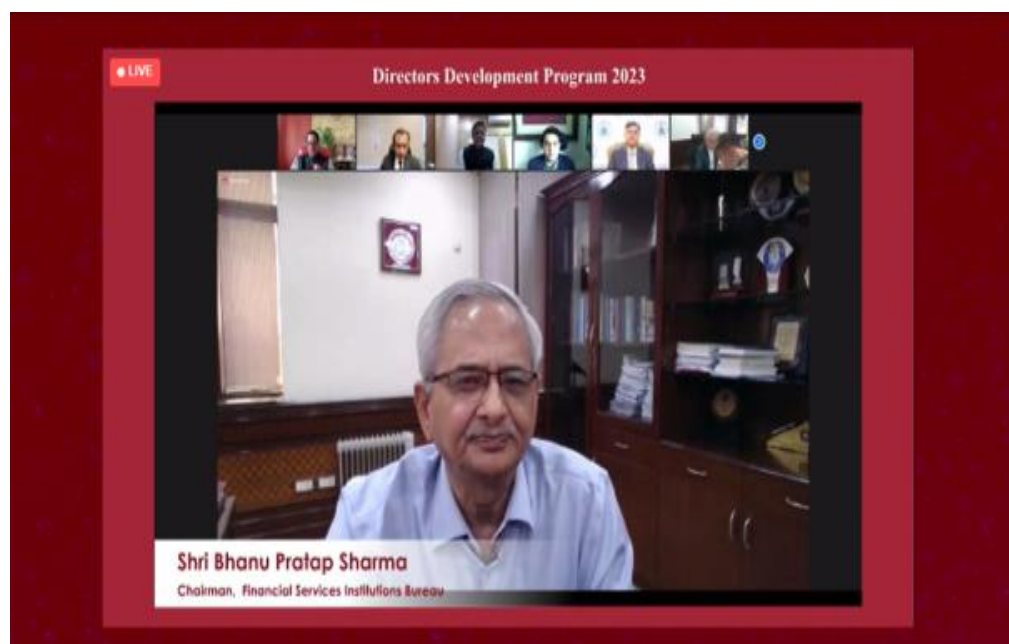 LIVE
Directors Development Program 2023
Shri Bhanu Pratap Sharma
Chairman, Financial Services Institutions Bureau